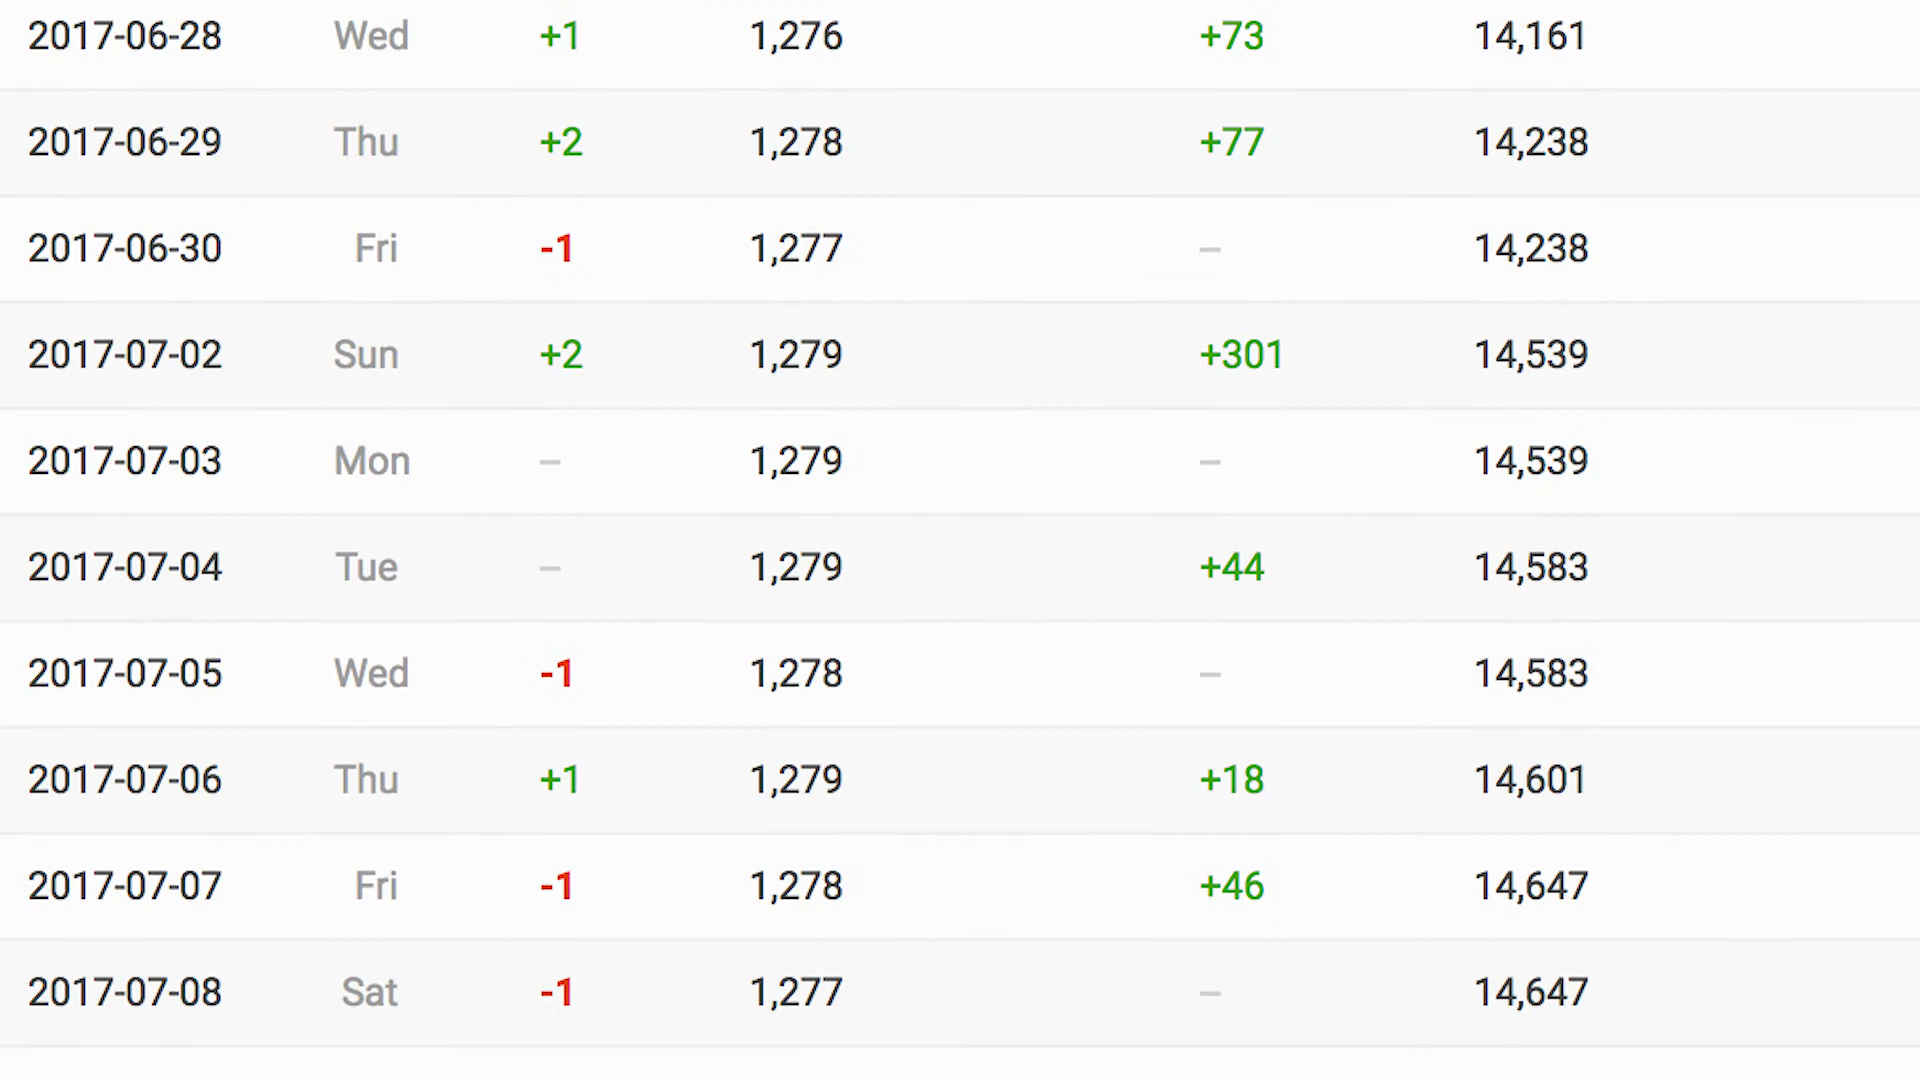 2017-06-28 Wed +1 1,276 +73 14,161
2017-06-29 Thu +2 1,278 +77 14,238
2017-06-30 Fri -1 1,277 – 14,238
2017-07-02 Sun +2 1,279 +301 14,539
2017-07-03 Mon – 1,279 – 14,539
2017-07-04 Tue – 1,279 +44 14,583
2017-07-05 Wed -1 1,278 – 14,583
2017-07-06 Thu +1 1,279 +18 14,601
2017-07-07 Fri -1 1,278 +46 14,647
2017-07-08 Sat -1 1,277 – 14,647